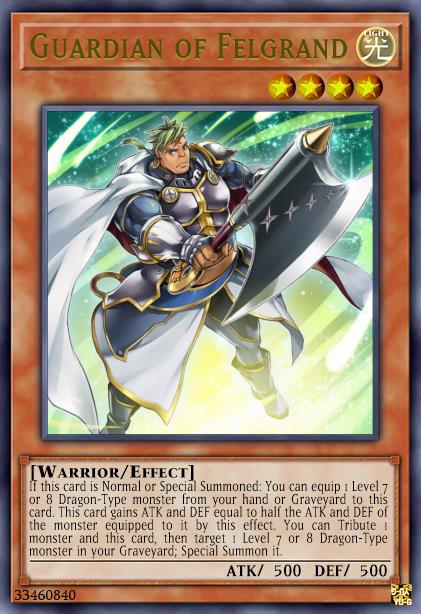 Guardian of Felgrand
LIGHT
光
[Warrior/Effect]
If this card is Normal or Special Summoned: You can equip 1 Level 7
or 8 Dragon-Type monster from your hand or Graveyard to this
card. This card gains ATK and DEF equal to half the ATK and DEF of
the monster equipped to it by this effect. You can Tribute 1
monster and this card, then target 1 Level 7 or 8 Dragon-Type
monster in your Graveyard; Special Summon it.
ATK/ 500 DEF/ 500
33460840